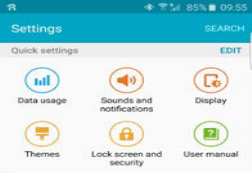 85% 09:55
Settings SEARCH
Quick settings EDIT
Data usage Sounds and notifications Display
Themes Lock screen and security User manual